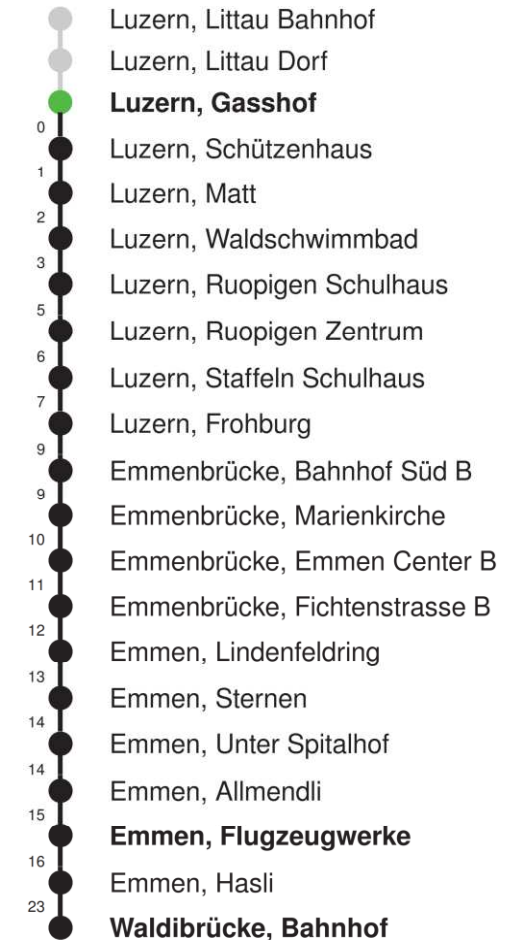 Luzern, Littau Bahnhof
Luzern, Littau Dorf
Luzern, Gasshof
0
Luzern, Schützenhaus
1
Luzern, Matt
2
Luzern, Waldschwimmbad
3
Luzern, Ruopigen Schulhaus
5
Luzern, Ruopigen Zentrum
6
Luzern, Staffeln Schulhaus
7
Luzern, Frohburg
9
Emmenbrücke, Bahnhof Süd B
9
Emmenbrücke, Marienkirche
10
Emmenbrücke, Emmen Center B
11
Emmenbrücke, Fichtenstrasse B
12
Emmen, Lindenfeldring
13
Emmen, Sternen
14
Emmen, Unter Spitalhof
14
Emmen, Allmendli
15
Emmen, Flugzeugwerke
16
Emmen, Hasli
23
Waldibrücke, Bahnhof